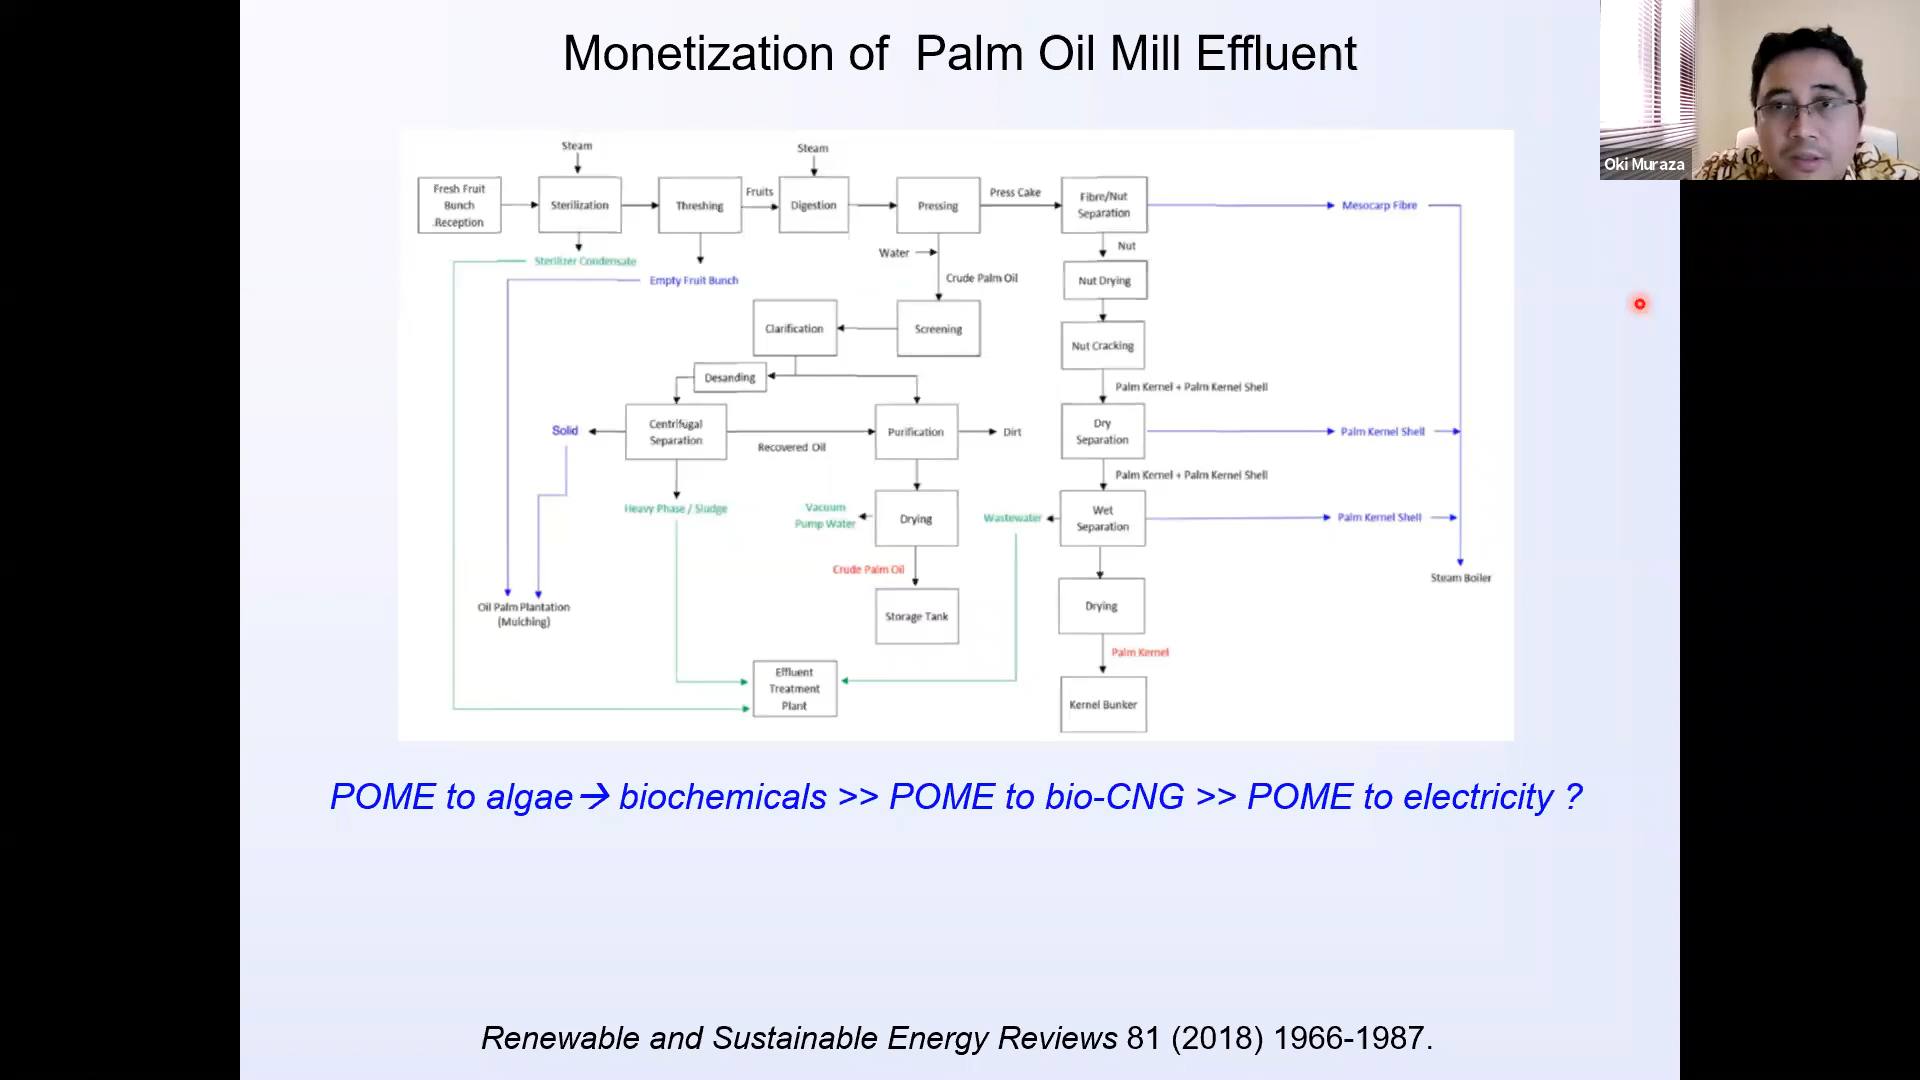 Monetization of  Palm Oil Mill Effluent
Oki Muraza
Steam
Steam
Fresh Fruit
Bunch
.Reception
Sterilization
Threshing
Fruits
Digestion
Pressing
Press Cake
Fibre/Nut
Separation
Mesocarp Fibre
Sterilizer Condensate
Empty Fruit Bunch
Water
Crude Palm Oil
Nut
Nut Drying
Clarification
Screening
Nut Cracking
Desanding
Palm Kernel + Palm Kernel Shell
Solid
Centrifugal
Separation
Recovered Oil
Purification
Dirt
Dry
Separation
Palm Kernel Shell
Palm Kernel + Palm Kernel Shell
Heavy Phase / Sludge
Vacuum
Pump Water
Drying
Wastewater
Wet
Separation
Palm Kernel Shell
Crude Palm Oil
Steam Boiler
Oil Palm Plantation
(Mulching)
Storage Tank
Drying
Palm Kernel
Effluent
Treatment
Plant
Kernel Bunker
POME to algae→ biochemicals >> POME to bio-CNG >> POME to electricity ?
Renewable and Sustainable Energy Reviews 81 (2018) 1966-1987.